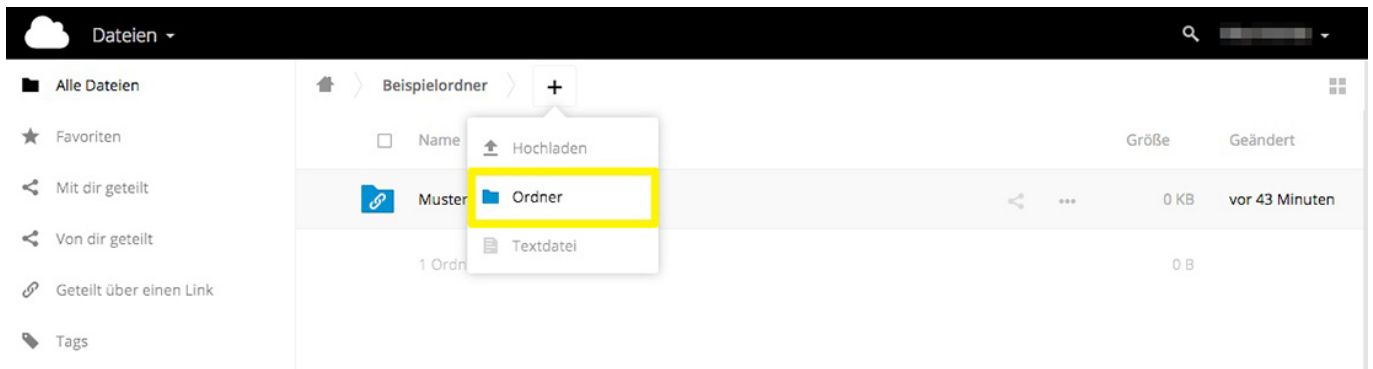 Dateien
Alle Dateien
Favoriten
Mit dir geteilt
Von dir geteilt
Geteilt über einen Link
Tags
Beispielordner +
Name Größe Geändert
Hochladen
Muster 0 KB vor 43 Minuten
Ordner
Textdatei
1 Ordn 0 B